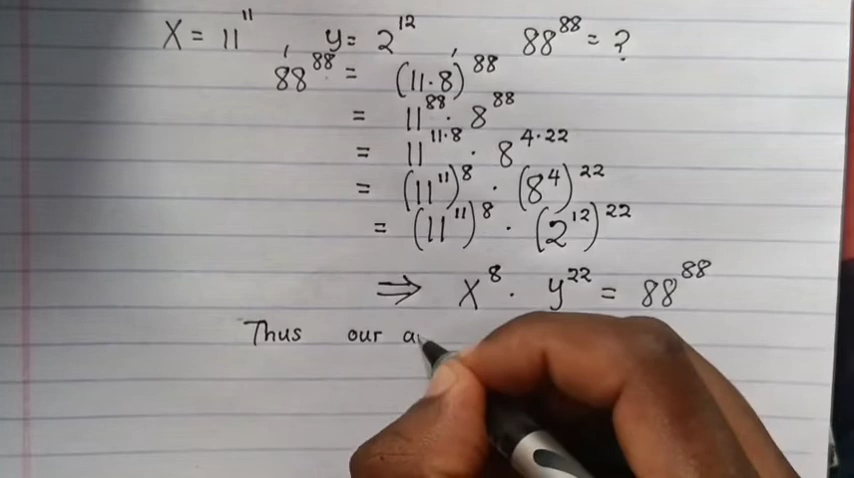 X = 11^11, y = 2^12, 88^88 = ?
88^88 = (11·8)^88
= 11^88 · 8^88
= 11^11·8 · 8^4·22
= (11^11)^8 · (8^4)^22
= (11^11)^8 · (2^12)^22
⇒ X^8 · y^22 = 88^88
Thus our a